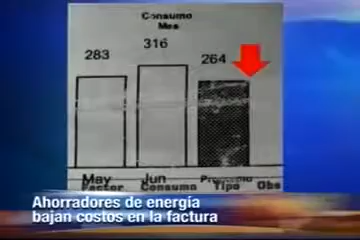 Consumo
Mes
283
316
264
May
Jun
Promedio
Factor
Consumo
Tipo
Obs
Ahorradores de energía
bajan costos en la factura